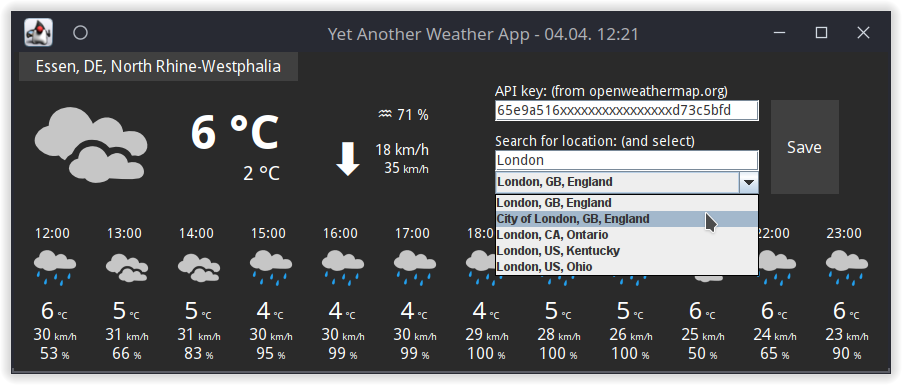 Yet Another Weather App - 04.04. 12:21
Essen, DE, North Rhine-Westphalia
6 °C
2 °C
71 %
18 km/h
35 km/h
API key: (from openweathermap.org)
65e9a516xxxxxxxxxxxxxxxd73c5bfd
Search for location: (and select)
London
London, GB, England
Save
London, GB, England
City of London, GB, England
London, CA, Ontario
London, US, Kentucky
London, US, Ohio
12:00 13:00 14:00 15:00 16:00 17:00 18:0 22:00 23:00
6 °C 5 °C 5 °C 4 °C 4 °C 4 °C 4 °C 5 °C 5 °C 6 °C 6 °C 6 °C
30 km/h 31 km/h 31 km/h 30 km/h 30 km/h 30 km/h 29 km/h 28 km/h 26 km/h 25 km/h 24 km/h 23 km/h
53 % 66 % 83 % 95 % 99 % 99 % 100 % 100 % 100 % 50 % 65 % 90 %